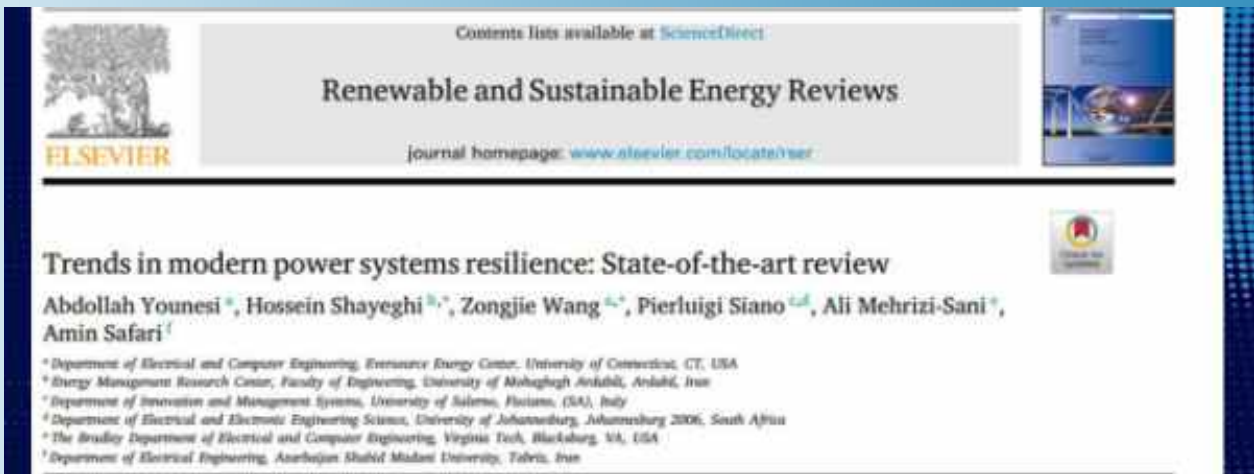 Contents lists available at ScienceDirect
Renewable and Sustainable Energy Reviews
journal homepage: www.elsevier.com/locate/rser
ELSEVIER
Trends in modern power systems resilience: State-of-the-art review
Abdollah Younesi a, Hossein Shayeghi b,*, Zongjie Wang a,*, Pierluigi Siano c,d, Ali Mehrizi-Sani e,
Amin Safari f
a Department of Electrical and Computer Engineering, Eversource Energy Center, University of Connecticut, CT, USA
b Energy Management Research Center, Faculty of Engineering, University of Mohaghegh Ardabili, Ardabil, Iran
c Department of Innovation and Management Systems, University of Salerno, Fisciano, (SA), Italy
d Department of Electrical and Electronic Engineering Science, University of Johannesburg, Johannesburg 2006, South Africa
e The Bradley Department of Electrical and Computer Engineering, Virginia Tech, Blacksburg, VA, USA
f Department of Electrical Engineering, Azarbaijan Shahid Madani University, Tabriz, Iran